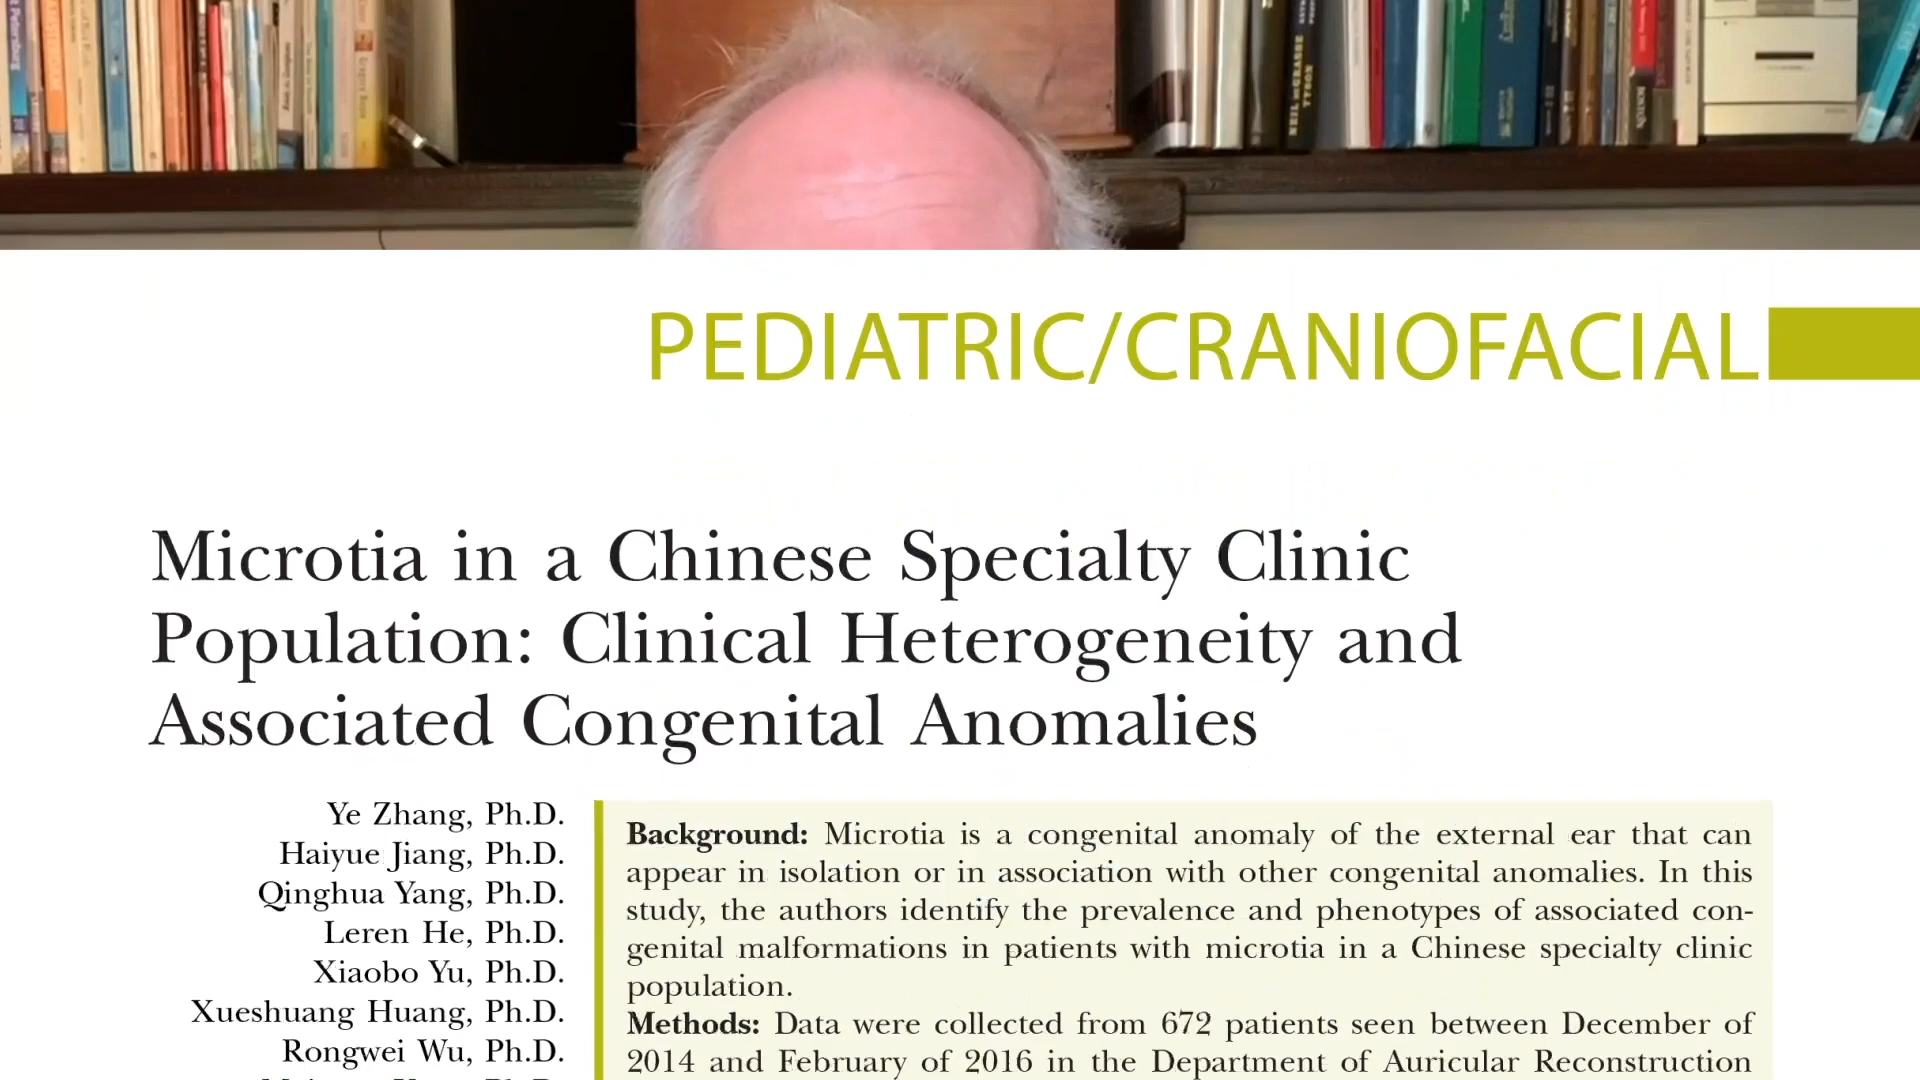 NEIL deGRASSE
TYSON
BOLTON
PEDIATRIC/CRANIOFACIAL
Microtia in a Chinese Specialty Clinic
Population: Clinical Heterogeneity and
Associated Congenital Anomalies
Ye Zhang, Ph.D.
Haiyue Jiang, Ph.D.
Qinghua Yang, Ph.D.
Leren He, Ph.D.
Xiaobo Yu, Ph.D.
Xueshuang Huang, Ph.D.
Rongwei Wu, Ph.D.
Background: Microtia is a congenital anomaly of the external ear that can
appear in isolation or in association with other congenital anomalies. In this
study, the authors identify the prevalence and phenotypes of associated con-
genital malformations in patients with microtia in a Chinese specialty clinic
population.
Methods: Data were collected from 672 patients seen between December of
2014 and February of 2016 in the Department of Auricular Reconstruction